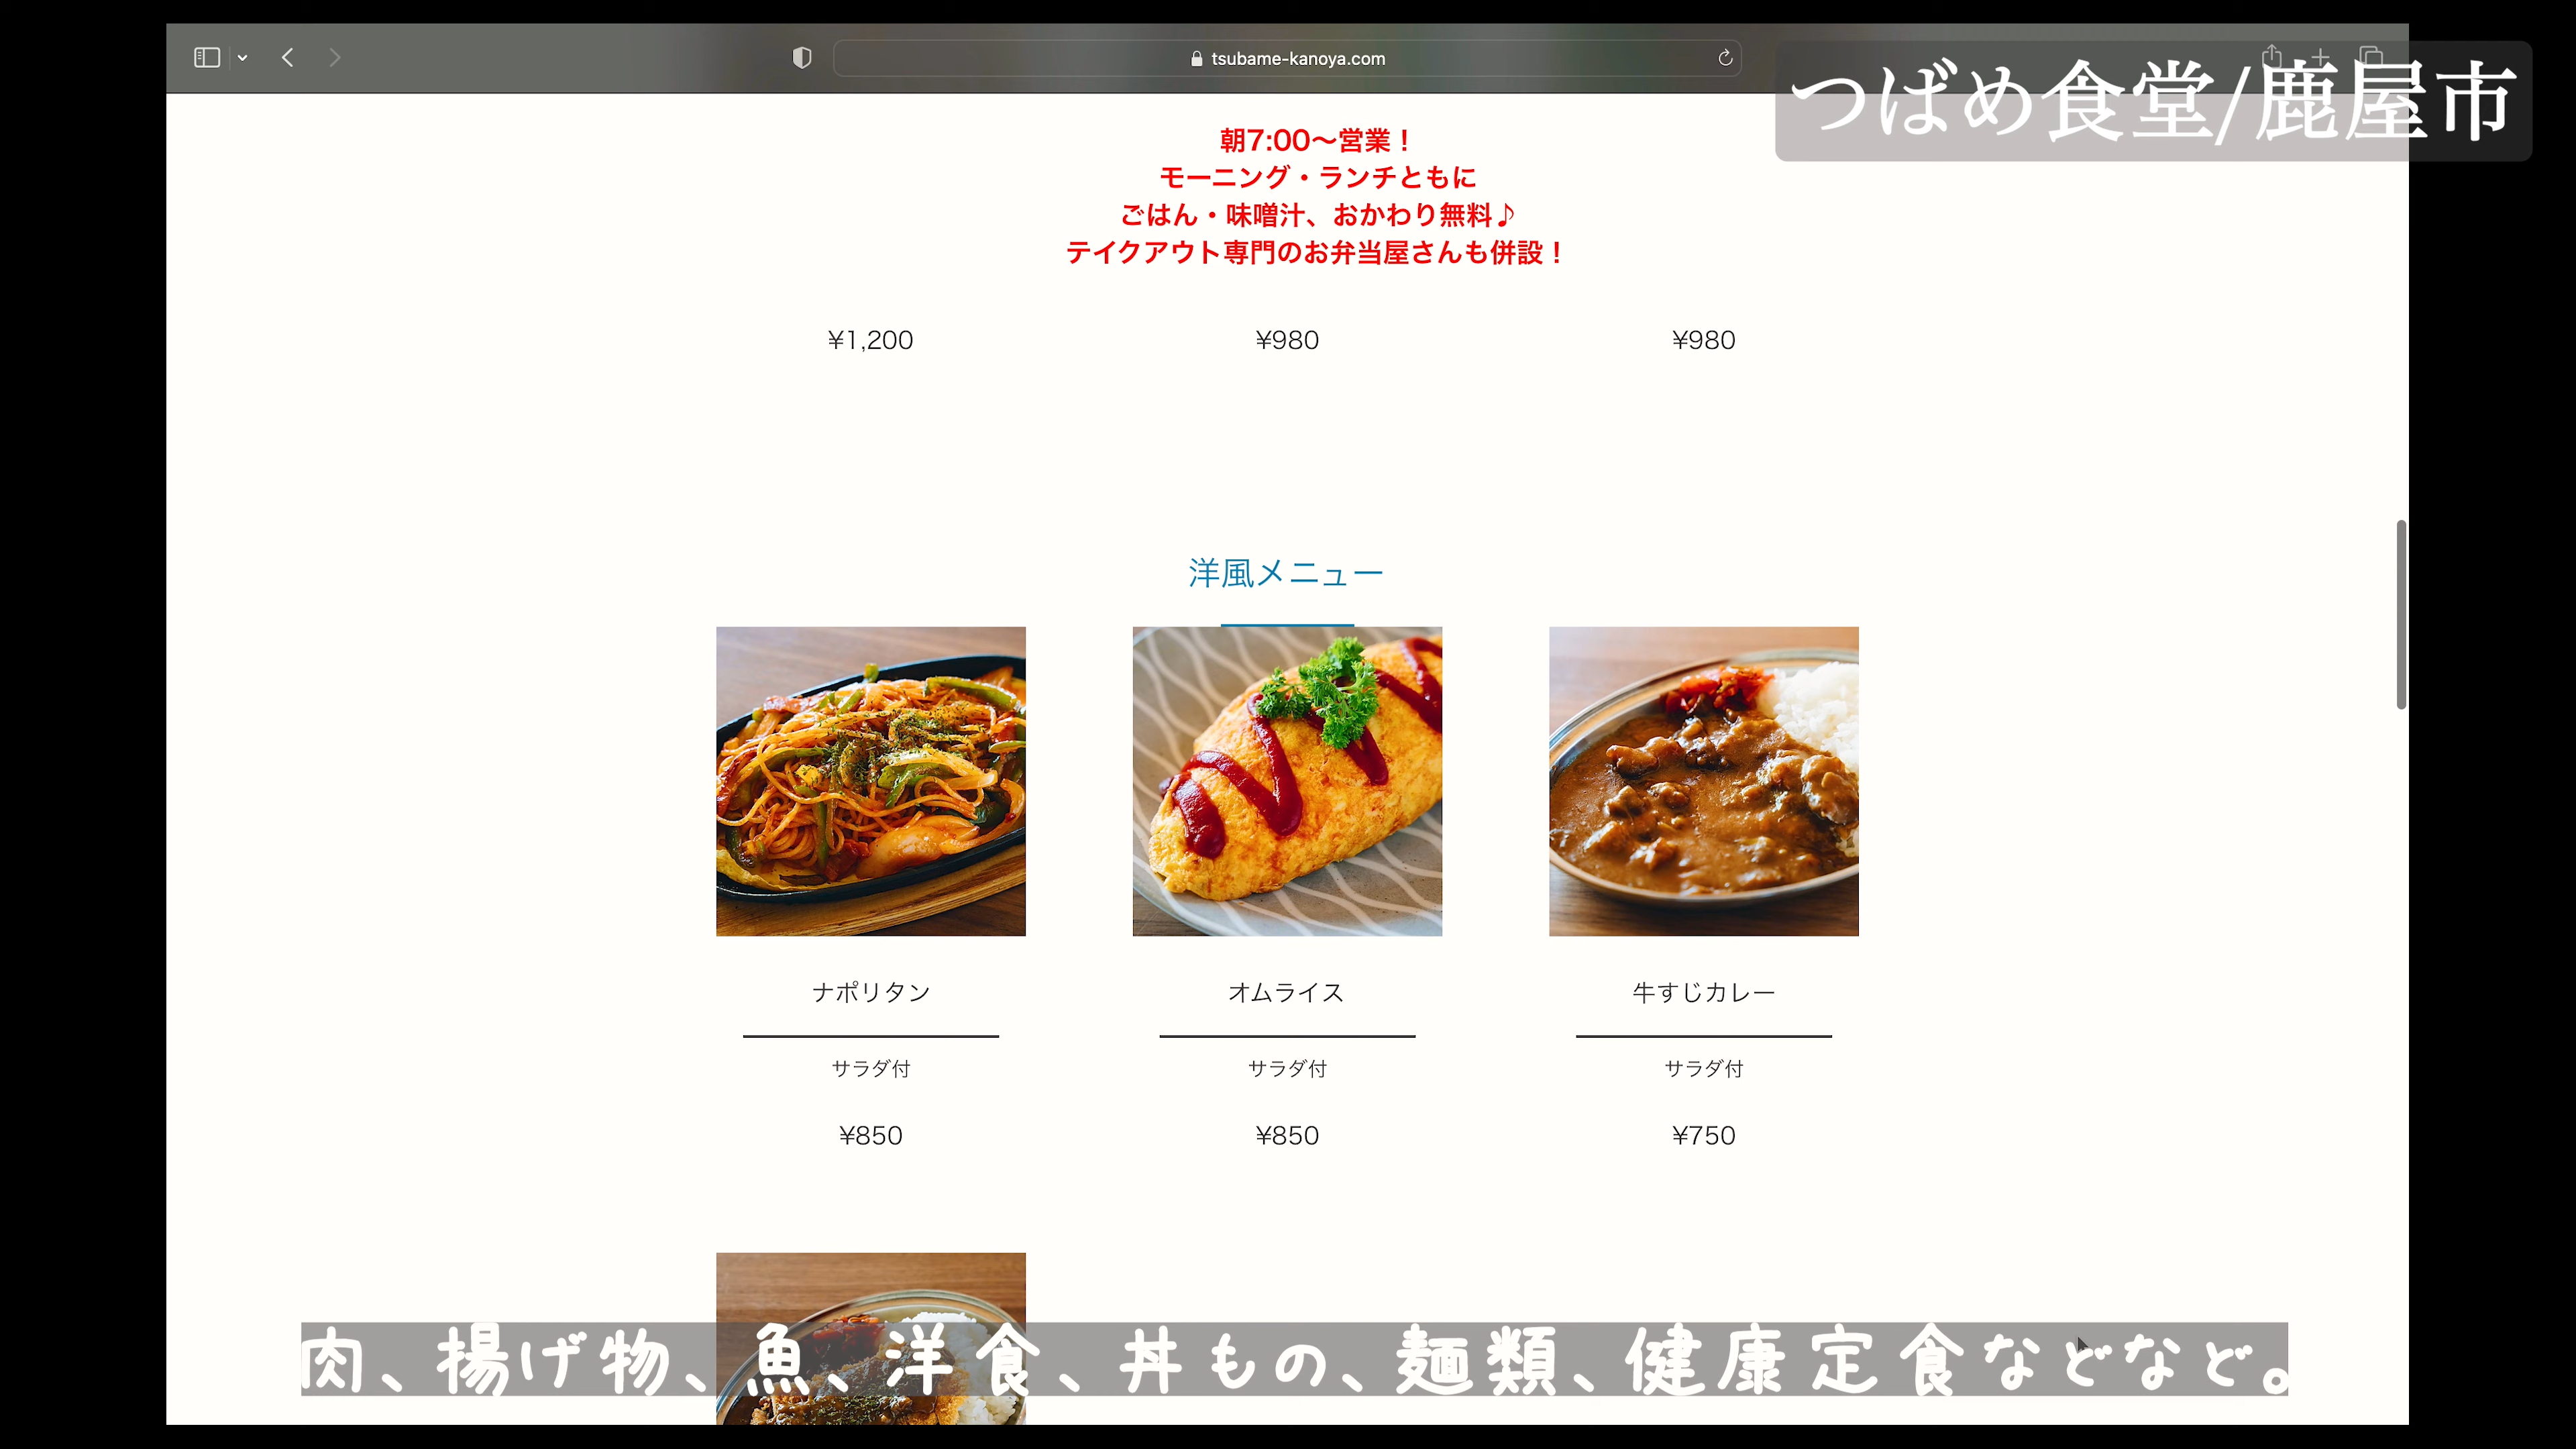 tsubame-kanoya.com
つばめ食堂/鹿屋市
朝7:00〜営業！
モーニング・ランチともに
ごはん・味噌汁、おかわり無料♪
テイクアウト専門のお弁当屋さんも併設！
¥1,200
¥980
¥980
洋風メニュー
ナポリタン
オムライス
牛すじカレー
サラダ付
サラダ付
サラダ付
¥850
¥850
¥750
肉、揚げ物、魚、洋食、丼もの、麺類、健康定食などなど。